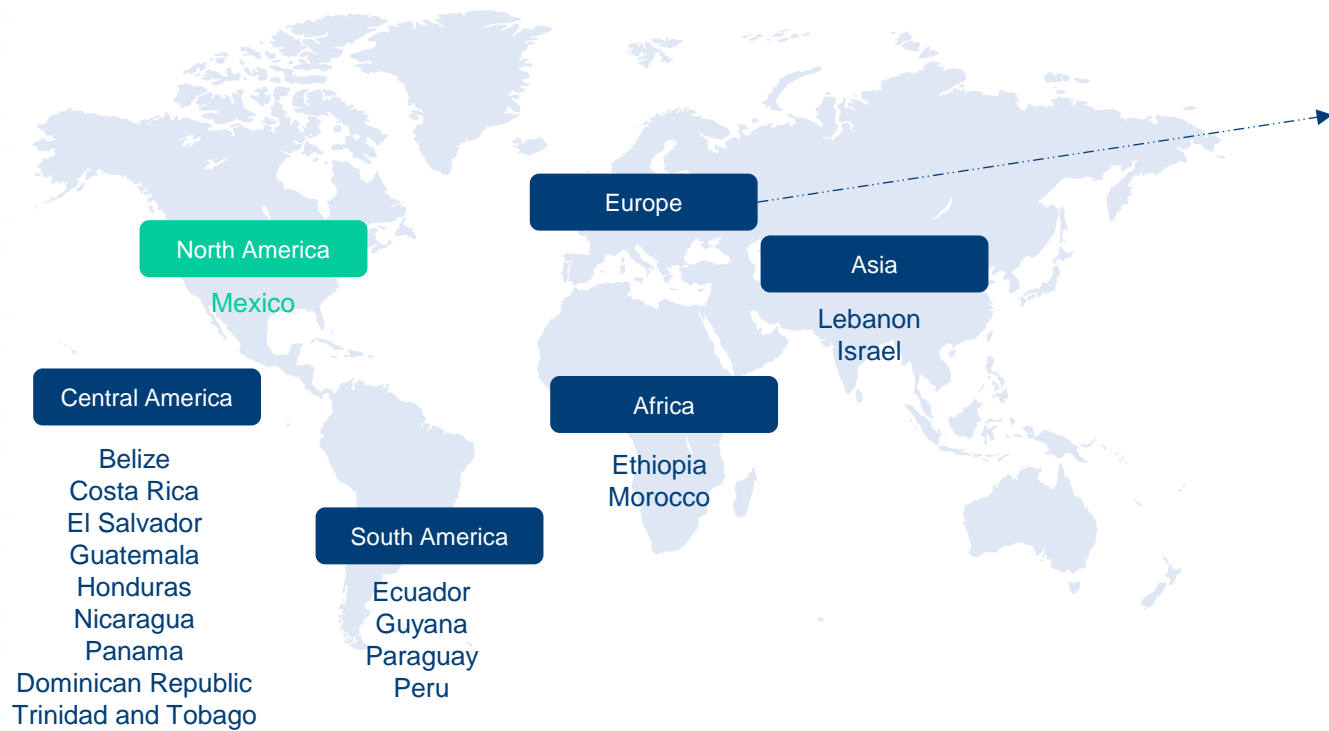 Europe
North America
Mexico
Asia
Lebanon
Israel
Central America
Belize
Costa Rica
El Salvador
Guatemala
Honduras
Nicaragua
Panama
Dominican Republic
Trinidad and Tobago
Africa
Ethiopia
Morocco
South America
Ecuador
Guyana
Paraguay
Peru